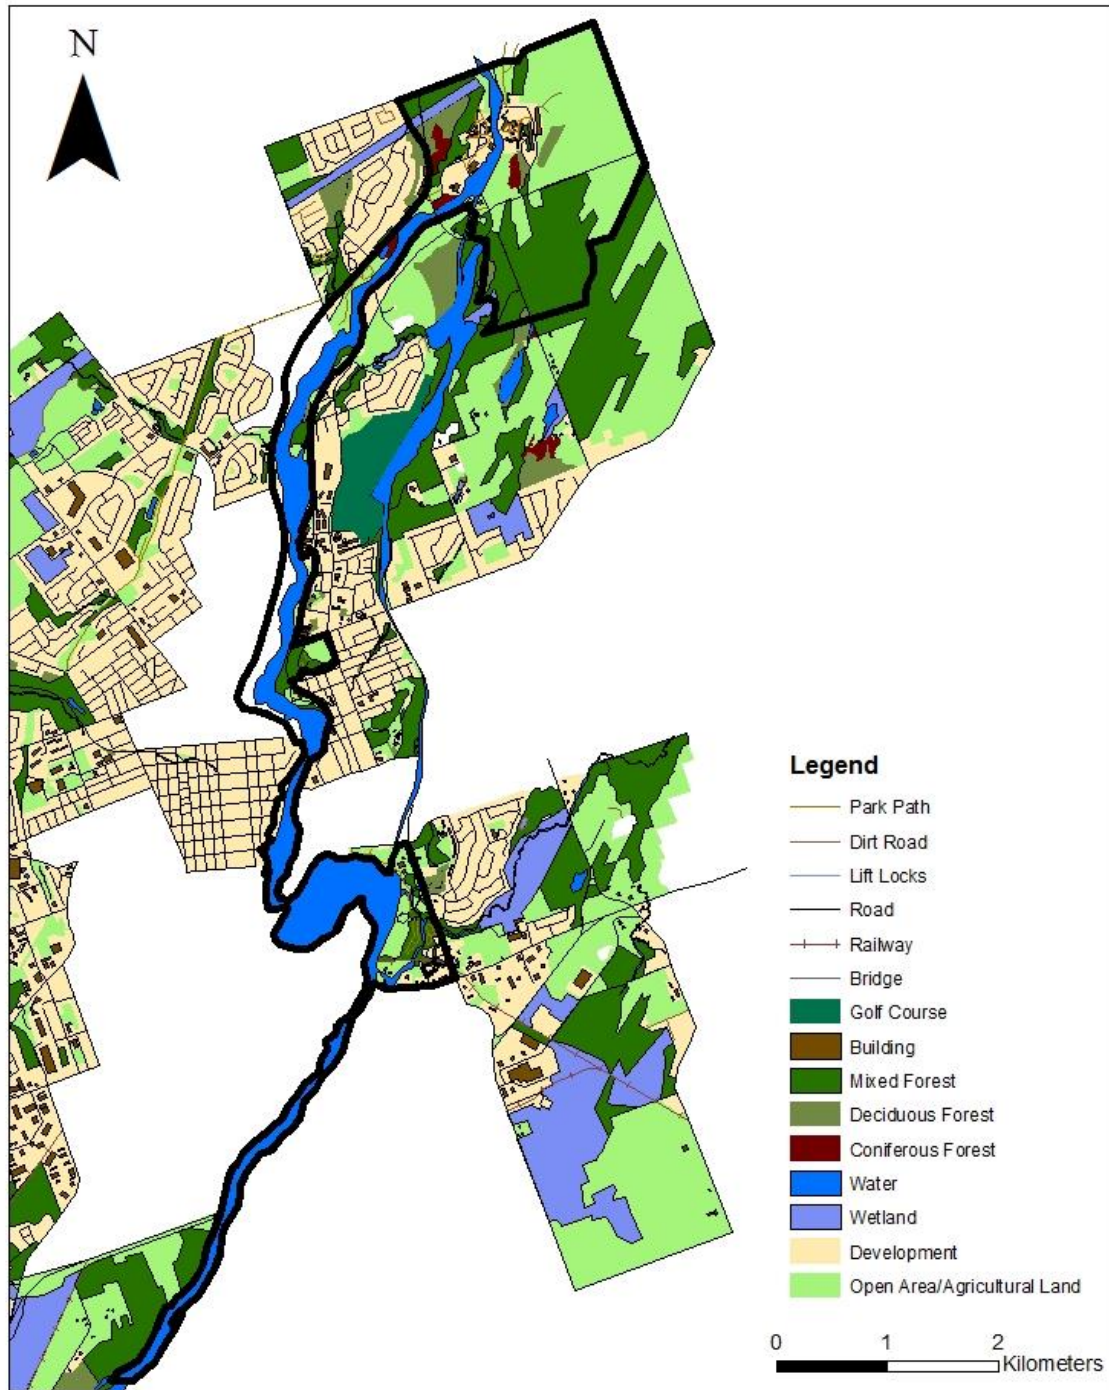 N
Legend
Park Path
Dirt Road
Lift Locks
Road
Railway
Bridge
Golf Course
Building
Mixed Forest
Deciduous Forest
Coniferous Forest
Water
Wetland
Development
Open Area/Agricultural Land
0 1 2
Kilometers